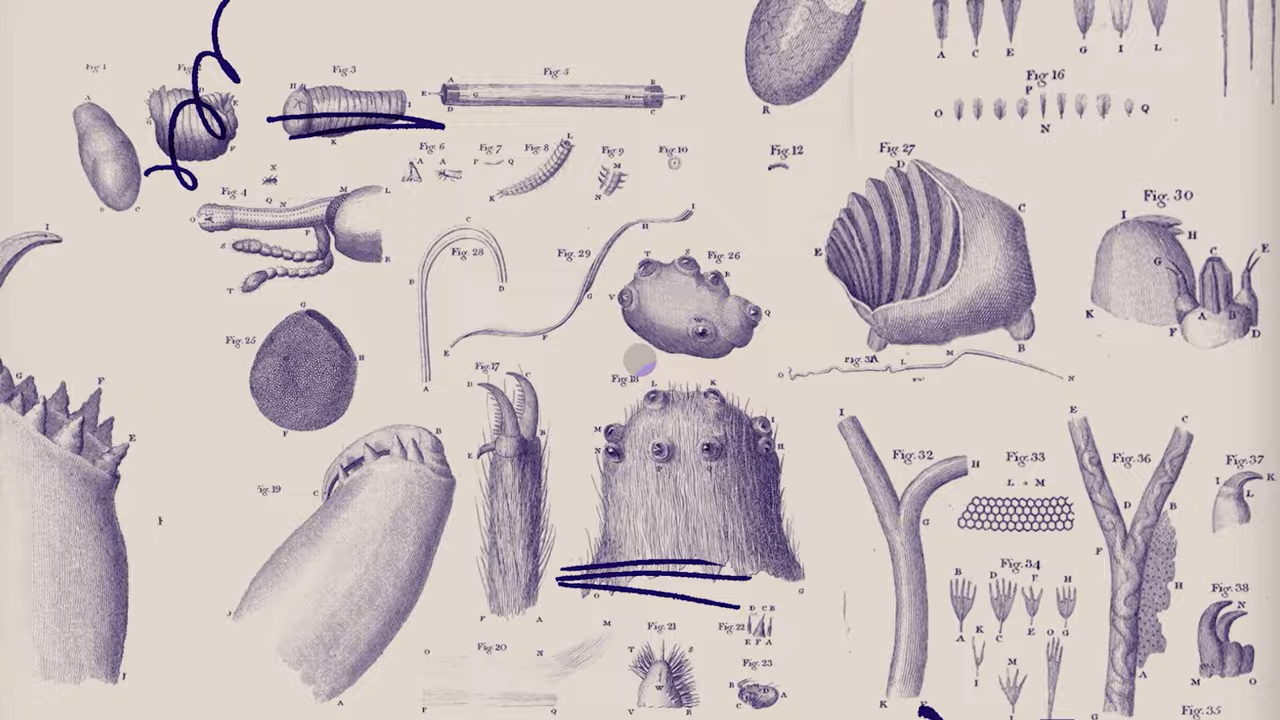 A C E G I L
Fig 16
P
O Q
N
R
Fig. 3
H I
K
Fig. 5
A B
E G H F
D C
Fig. 6
A A
Fig. 7
P Q
Fig. 8
L
K
Fig. 9
M
N
Fig. 10
Fig. 12
Fig. 27
D
C
E
A B
Fig. 30
I H
G C E
K F A B D
X
Fig. 4
Q N M L
O P
S R
T
I
Fig. 28
C
B D
A
Fig. 29
I
H
G
E F
Fig. 26
T S R
V Q
W
Fig. 25
G
H
F
L M
O N
G F
E
I
Fig. 17
D C
B
E
F A
Fig. 18
L K
M I
N H
P Q
O G
Fig. 19
B
C
D
A
Fig. 32
I H
G
K
Fig. 33
L M
Fig. 36
E C
D B
F
H
A
G
Fig. 37
I K
L
Fig. 34
B D F H
A C E G
K O
I M
Fig. 38
N
M O
Fig. 35
Fig. 20
O N M
P Q
Fig. 21
T S
W
V R
Fig. 22
D C B
E F A
Fig. 23
B D A
C